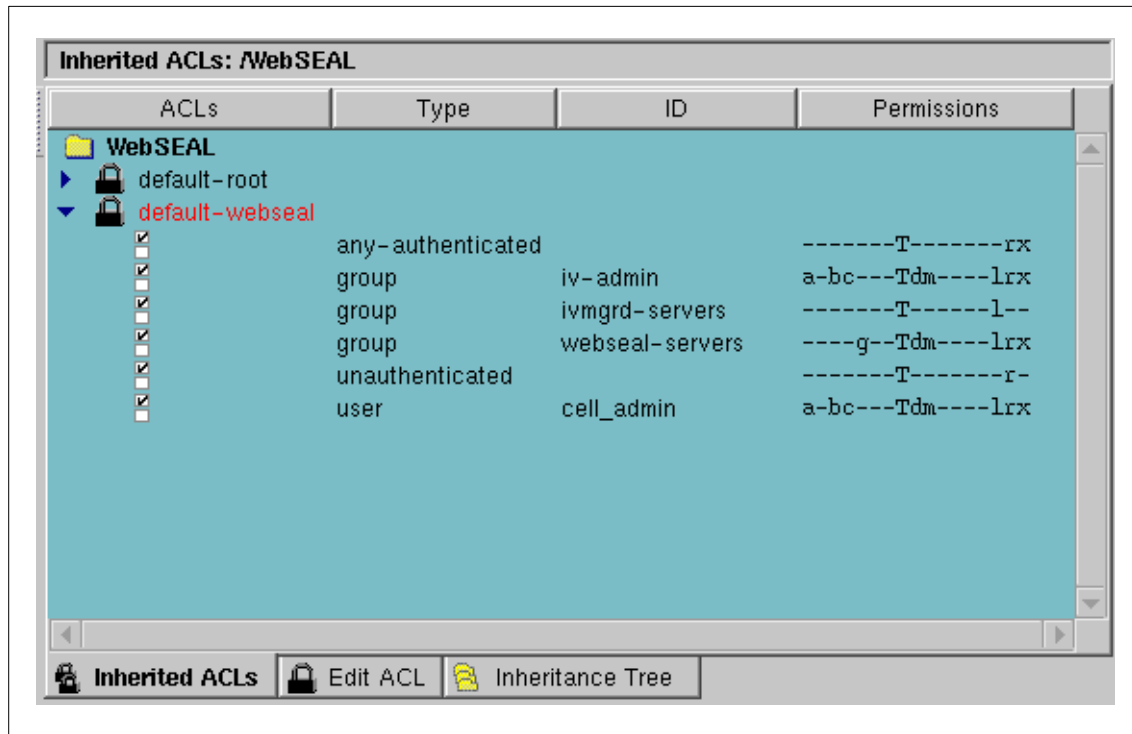 Inherited ACLs: /WebSEAL
ACLs Type ID Permissions
WebSEAL
default-root
default-webseal
any-authenticated -------T-------rx
group iv-admin a-bc---Tdm----lrx
group ivmgrd-servers -------T------l--
group webseal-servers ----g--Tdm----lrx
unauthenticated -------T-------r-
user cell_admin a-bc---Tdm----lrx
Inherited ACLs Edit ACL Inheritance Tree